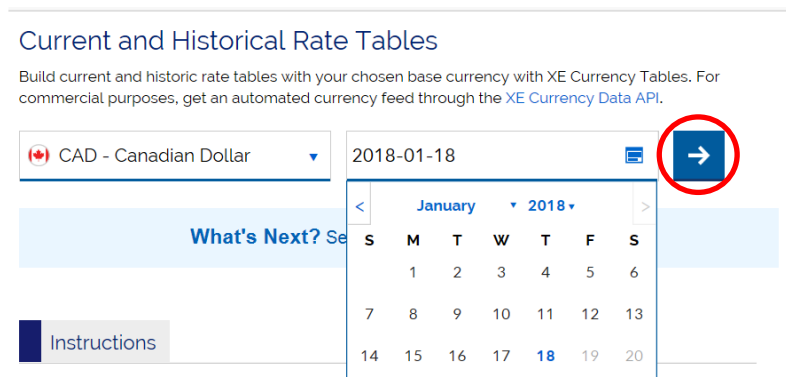 Current and Historical Rate Tables
Build current and historic rate tables with your chosen base currency with XE Currency Tables. For
commercial purposes, get an automated currency feed through the XE Currency Data API.
CAD - Canadian Dollar
2018-01-18
< January 2018 >
What's Next? Se
S M T W T F S
1 2 3 4 5 6
7 8 9 10 11 12 13
14 15 16 17 18 19 20
Instructions